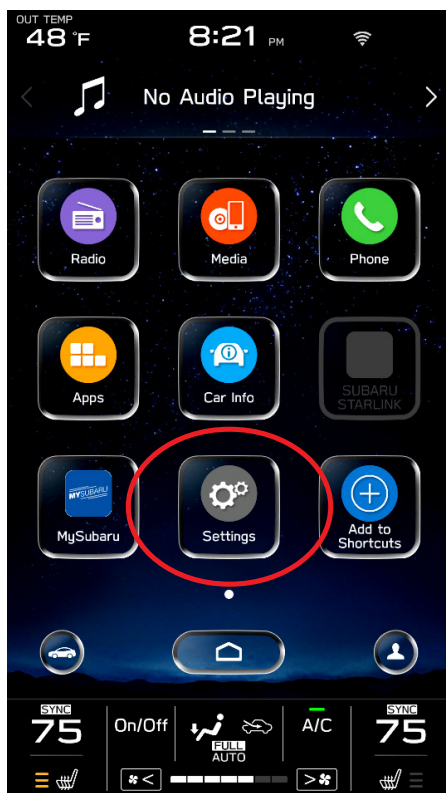 OUT TEMP
48 °F
8:21 PM
No Audio Playing
Radio
Media
Phone
Apps
Car Info
SUBARU
STARLINK
MYSUBARU
MySubaru
Settings
Add to
Shortcuts
SYNC
75
On/Off
FULL
AUTO
A/C
SYNC
75